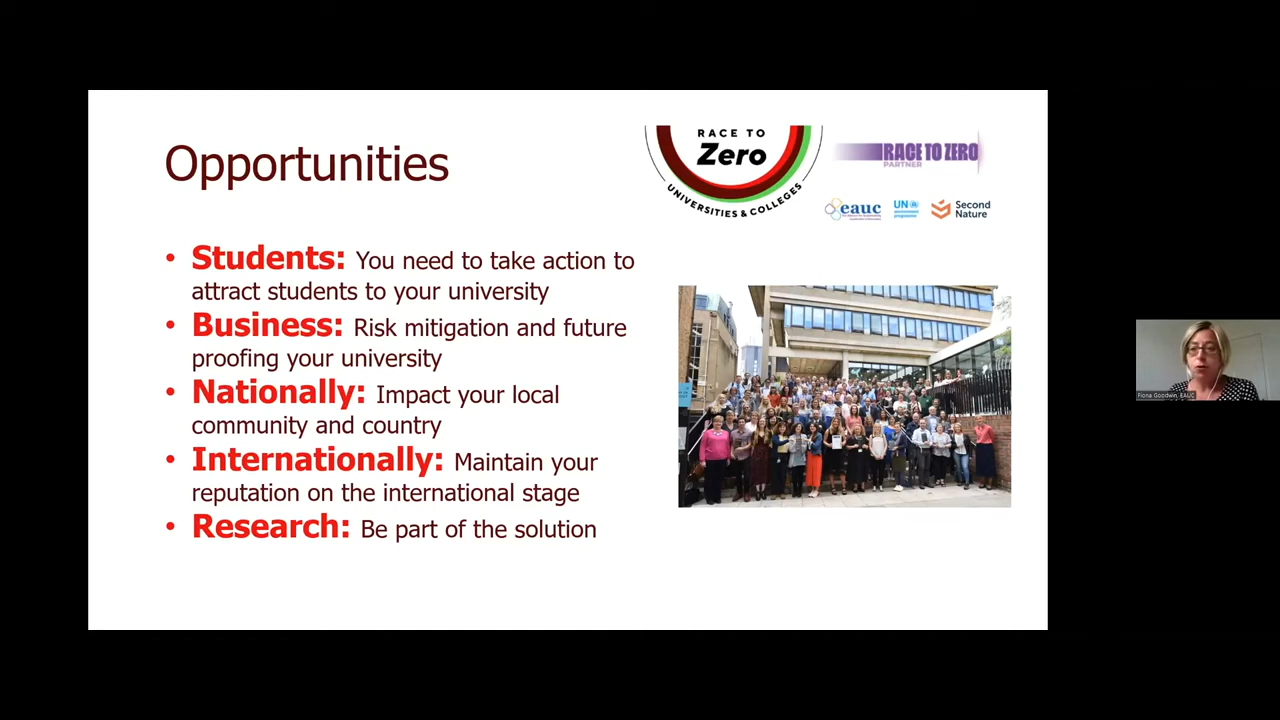 Opportunities
RACE TO
Zero
UNIVERSITIES & COLLEGES
RACE TO ZERO
PARTNER
eauc
UN
environment
programme
Second
Nature
• Students: You need to take action to
attract students to your university
• Business: Risk mitigation and future
proofing your university
• Nationally: Impact your local
community and country
• Internationally: Maintain your
reputation on the international stage
• Research: Be part of the solution
Fiona Goodwin, EAUC